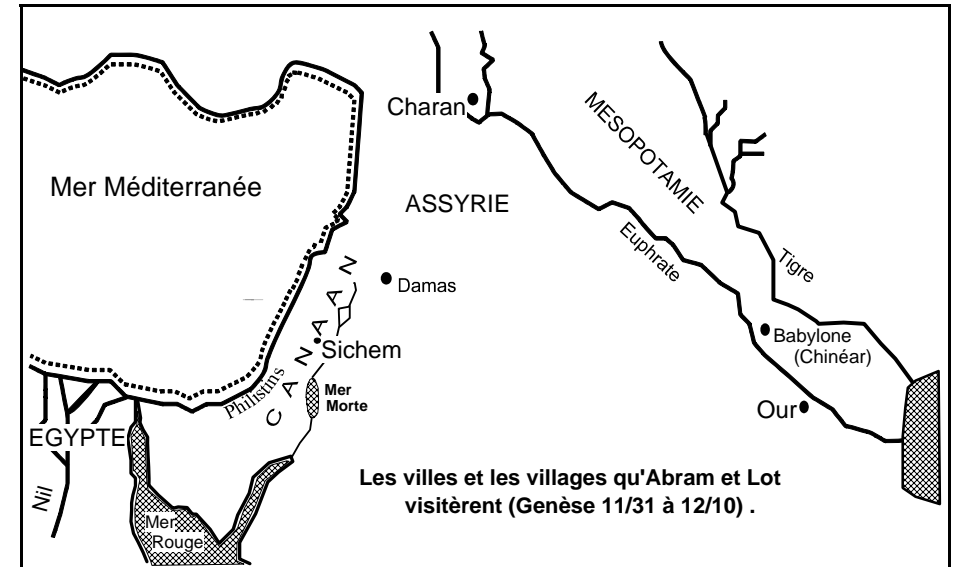 Charan
MESOPOTAMIE
Mer Méditerranée
ASSYRIE
Euphrate
Tigre
Damas
CANAAN
Sichem
Babylone
(Chinéar)
Philistins
Mer
Morte
Our
EGYPTE
Nil
Mer
Rouge
Les villes et les villages qu'Abram et Lot
visitèrent (Genèse 11/31 à 12/10) .